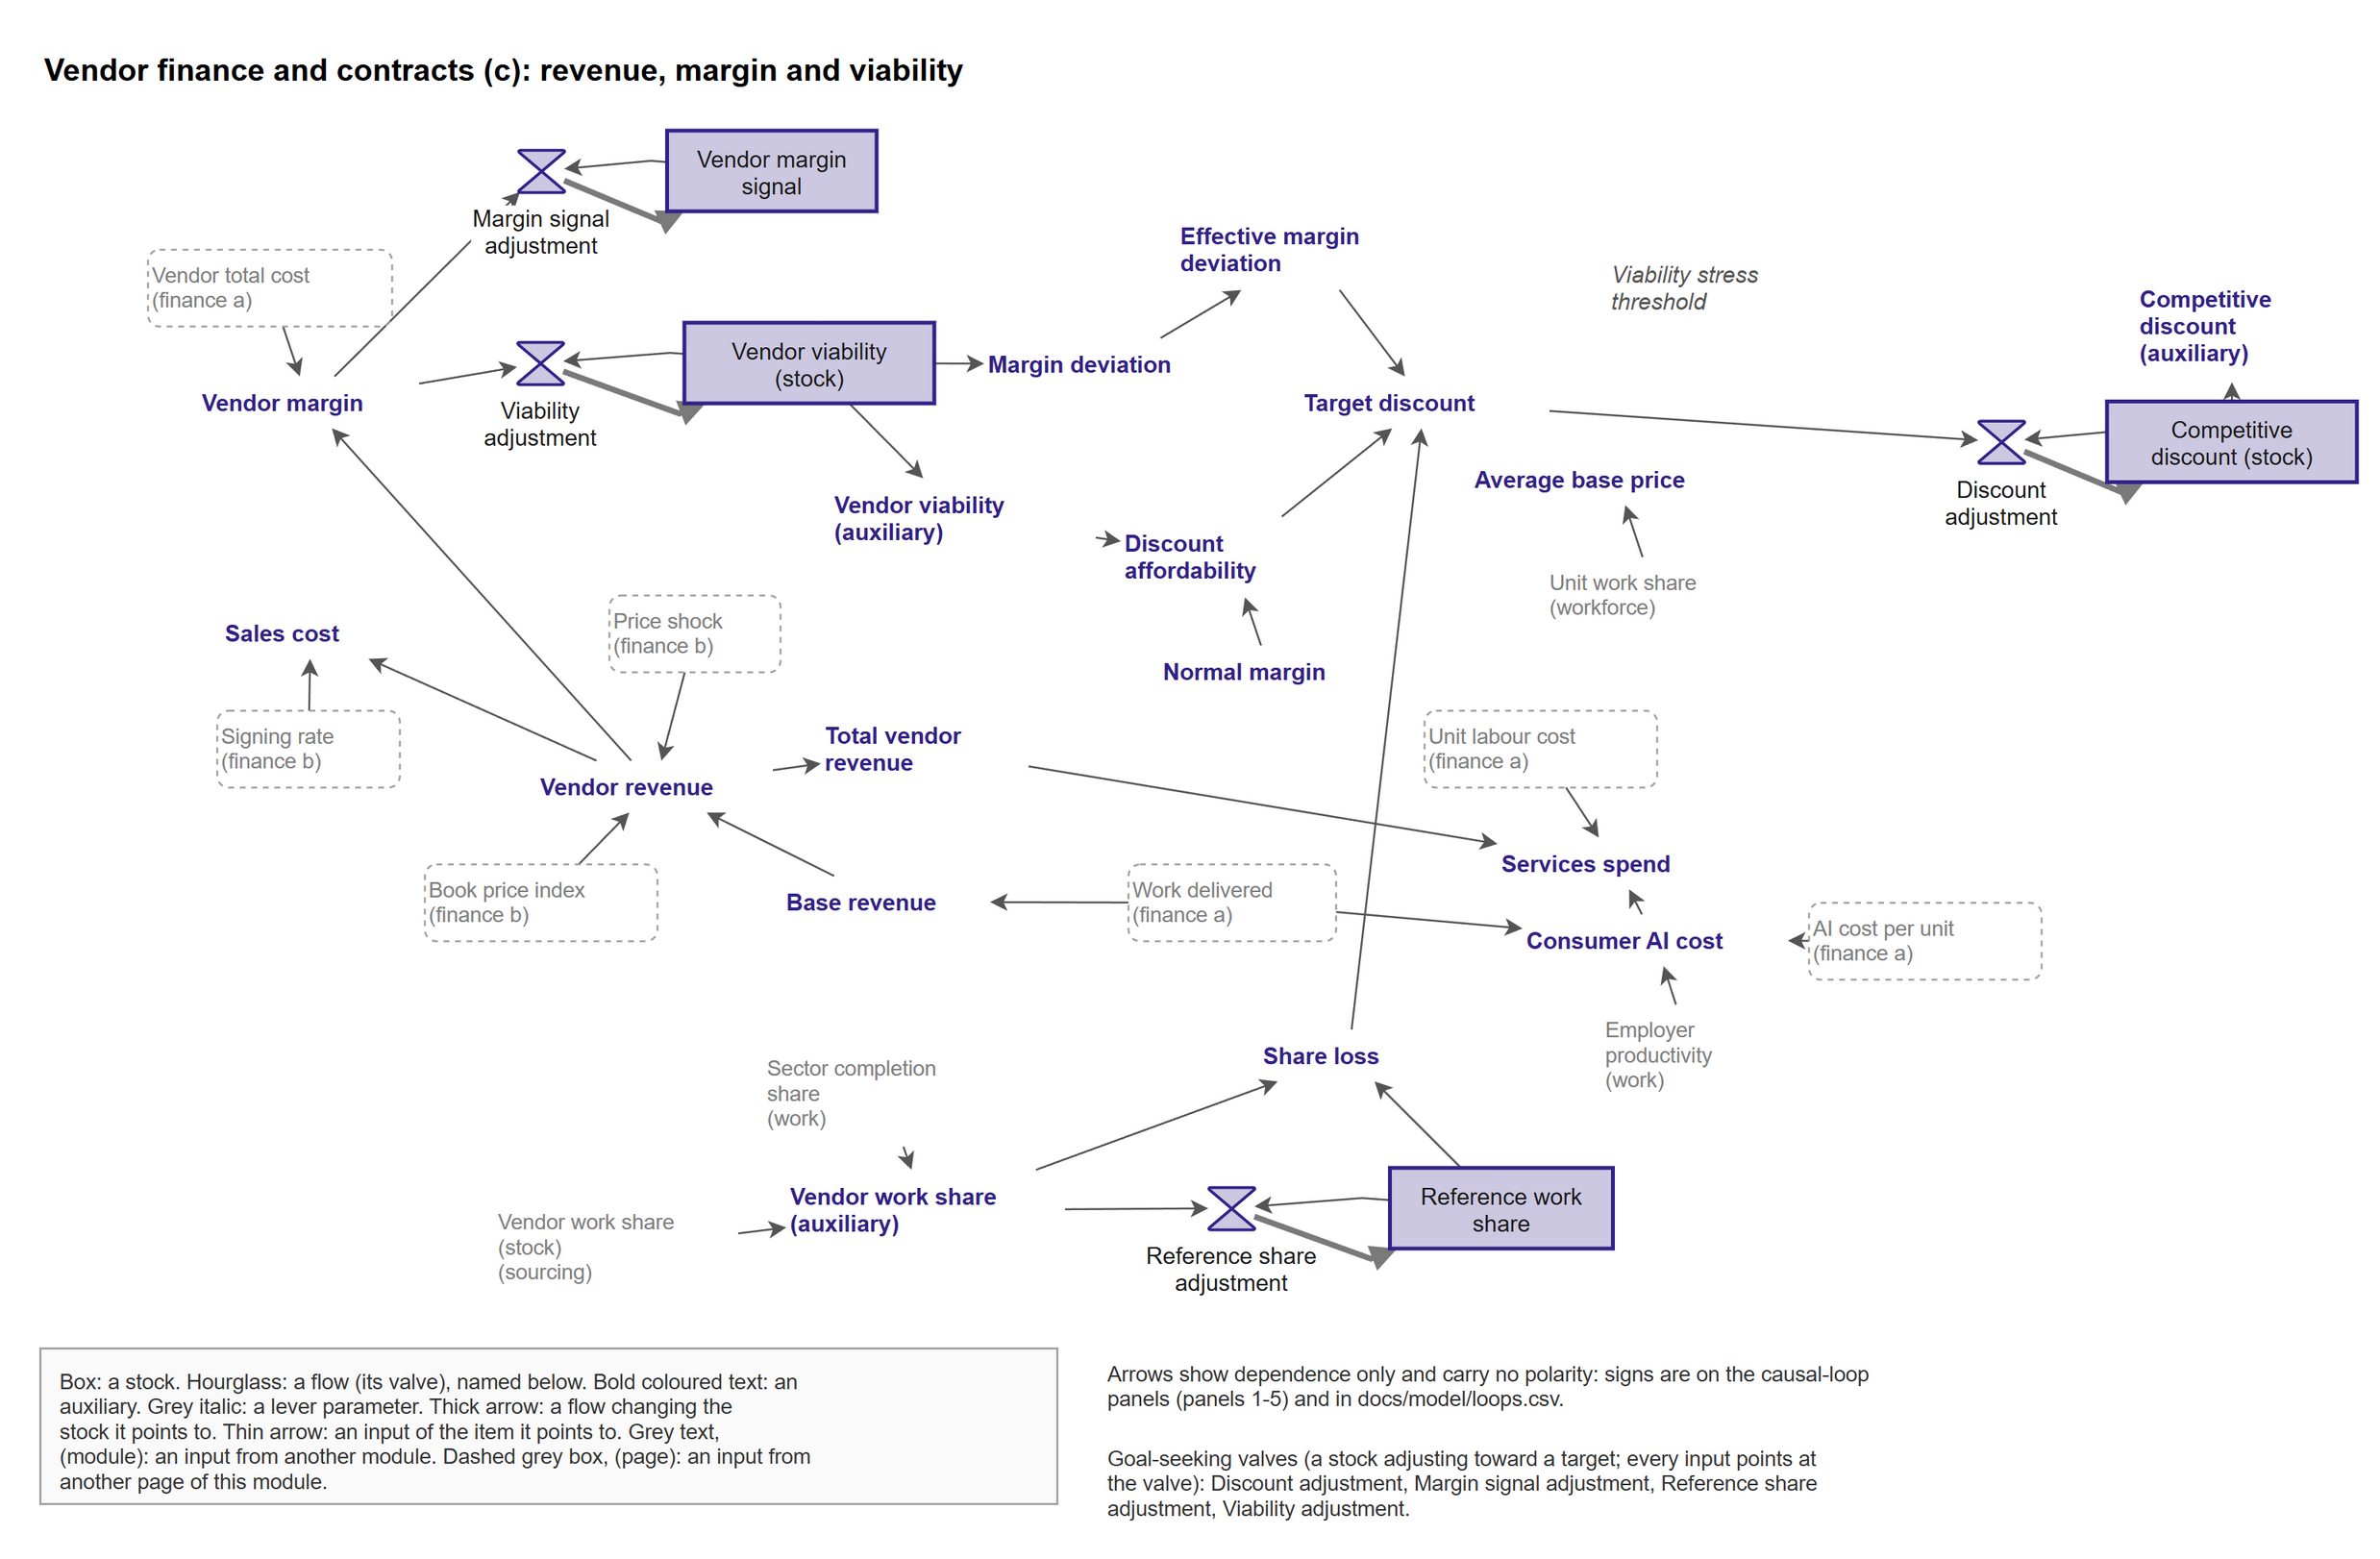 Vendor finance and contracts (c): revenue, margin and viability
Vendor margin
signal
Margin signal
adjustment
Effective margin
deviation
Vendor total cost
(finance a)
Viability stress
threshold
Competitive
discount
(auxiliary)
Vendor viability
(stock)
Margin deviation
Vendor margin
Viability
adjustment
Target discount
Competitive
discount (stock)
Average base price
Discount
adjustment
Vendor viability
(auxiliary)
Discount
affordability
Unit work share
(workforce)
Sales cost
Price shock
(finance b)
Normal margin
Signing rate
(finance b)
Total vendor
revenue
Unit labour cost
(finance a)
Vendor revenue
Services spend
Book price index
(finance b)
Base revenue
Work delivered
(finance a)
Consumer AI cost
AI cost per unit
(finance a)
Employer
productivity
(work)
Share loss
Sector completion
share
(work)
Vendor work share
(auxiliary)
Reference work
share
Vendor work share
(stock)
(sourcing)
Reference share
adjustment
Box: a stock. Hourglass: a flow (its valve), named below. Bold coloured text: an
auxiliary. Grey italic: a lever parameter. Thick arrow: a flow changing the
stock it points to. Thin arrow: an input of the item it points to. Grey text,
(module): an input from another module. Dashed grey box, (page): an input from
another page of this module.
Arrows show dependence only and carry no polarity: signs are on the causal-loop
panels (panels 1-5) and in docs/model/loops.csv.
Goal-seeking valves (a stock adjusting toward a target; every input points at
the valve): Discount adjustment, Margin signal adjustment, Reference share
adjustment, Viability adjustment.